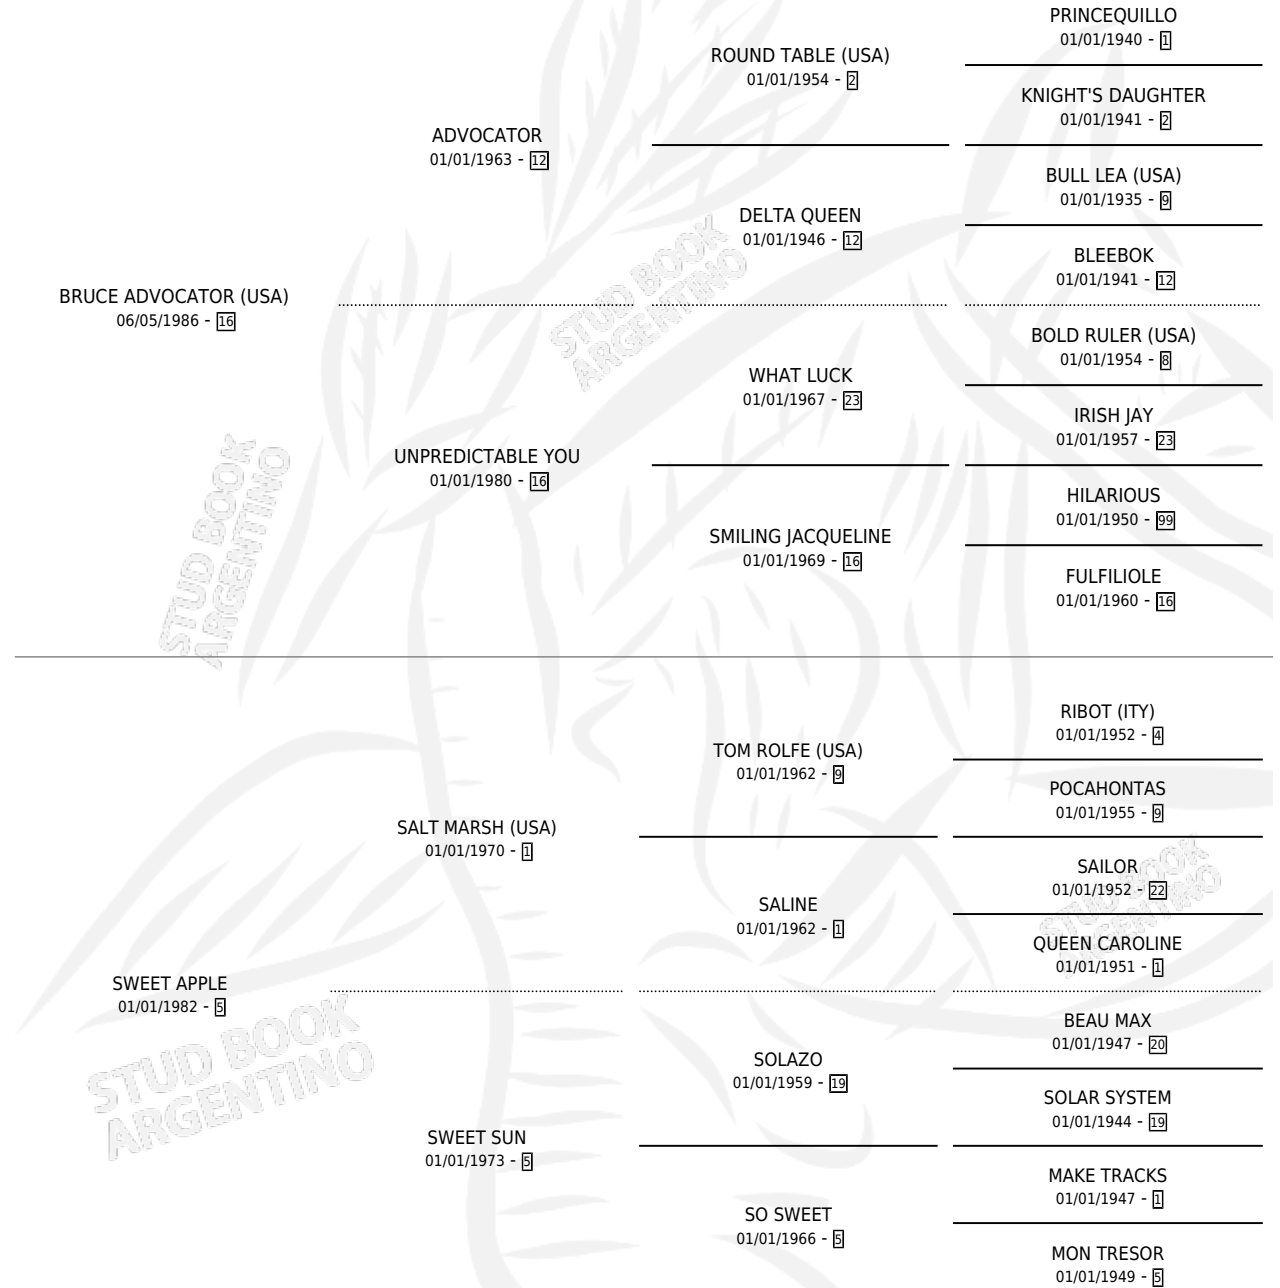 PRINCEQUILLO
01/01/1940 - 1
ROUND TABLE (USA)
01/01/1954 - 2
KNIGHT'S DAUGHTER
01/01/1941 - 2
ADVOCATOR
01/01/1963 - 12
BULL LEA (USA)
01/01/1935 - 9
DELTA QUEEN
01/01/1946 - 12
BLEEBOK
01/01/1941 - 12
BRUCE ADVOCATOR (USA)
06/05/1986 - 16
BOLD RULER (USA)
01/01/1954 - 8
WHAT LUCK
01/01/1967 - 23
IRISH JAY
01/01/1957 - 23
UNPREDICTABLE YOU
01/01/1980 - 16
HILARIOUS
01/01/1950 - 99
SMILING JACQUELINE
01/01/1969 - 16
FULFILIOLE
01/01/1960 - 16
STUD BOOK
ARGENTINO
STUD BOOK
ARGENTINO
RIBOT (ITY)
01/01/1952 - 4
TOM ROLFE (USA)
01/01/1962 - 9
POCAHONTAS
01/01/1955 - 9
SALT MARSH (USA)
01/01/1970 - 1
SAILOR
01/01/1952 - 22
SALINE
01/01/1962 - 1
QUEEN CAROLINE
01/01/1951 - 1
SWEET APPLE
01/01/1982 - 5
BEAU MAX
01/01/1947 - 20
SOLAZO
01/01/1959 - 19
SOLAR SYSTEM
01/01/1944 - 19
SWEET SUN
01/01/1973 - 5
MAKE TRACKS
01/01/1947 - 1
SO SWEET
01/01/1966 - 5
MON TRESOR
01/01/1949 - 5
STUD BOOK
ARGENTINO
STUD BOOK
ARGENTINO